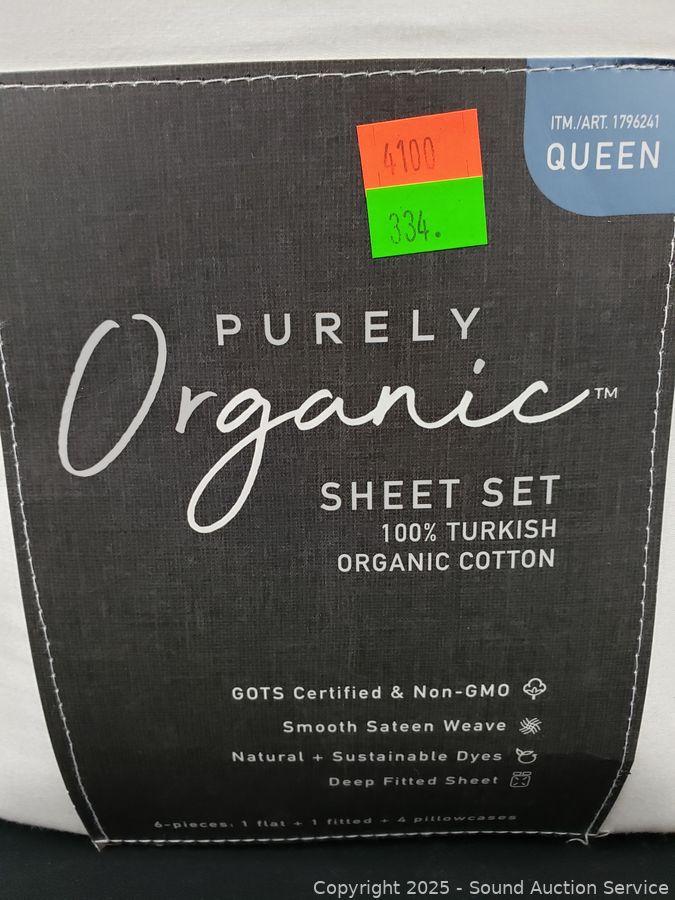 ITM./ART. 1796241
QUEEN
4100
334.
PURELY
Organic™
SHEET SET
100% TURKISH
ORGANIC COTTON
GOTS Certified & Non-GMO
Smooth Sateen Weave
Natural + Sustainable Dyes
Deep Fitted Sheet
6-pieces: 1 flat + 1 fitted + 4 pillowcases
Copyright 2025 - Sound Auction Service